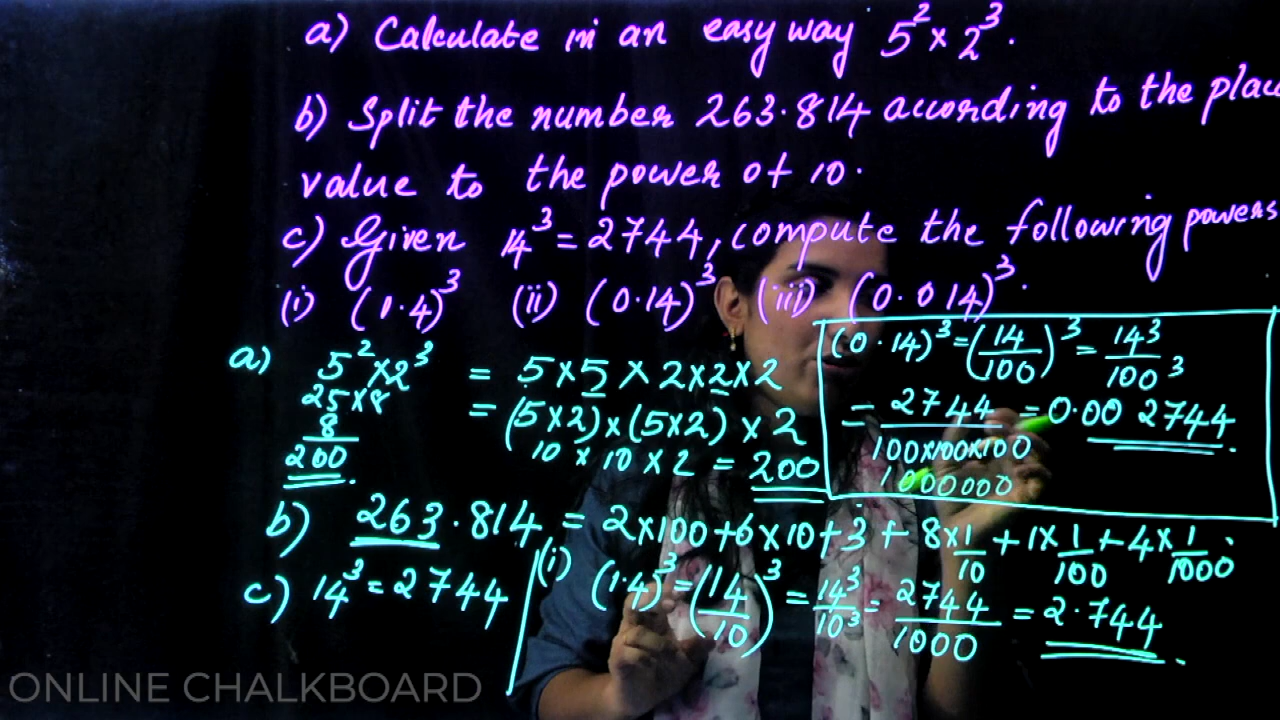 a) Calculate in an easy way 5² × 2³.
b) Split the number 263.814 according to the plac
value to the power of 10.
c) Given 14³ = 2744, compute the following powers
(i) (1.4)³ (ii) (0.14)³ (iii) (0.014)³.
a) 5² × 2³ = 5×5 × 2×2×2
25×8 = (5×2)×(5×2) × 2
8
200.
10 × 10 × 2 = 200
(0.14)³ = (14/100)³ = 14³/100³
= 2744/100×100×100 = 0.00 2744.
1000000
b) 263.814 = 2×100+6×10+3 + 8×1/10 + 1×1/100 + 4×1/1000.
c) 14³ = 2744 (i) (1.4)³ = (14/10)³ = 14³/10³ = 2744/1000 = 2.744.
ONLINE CHALKBOARD